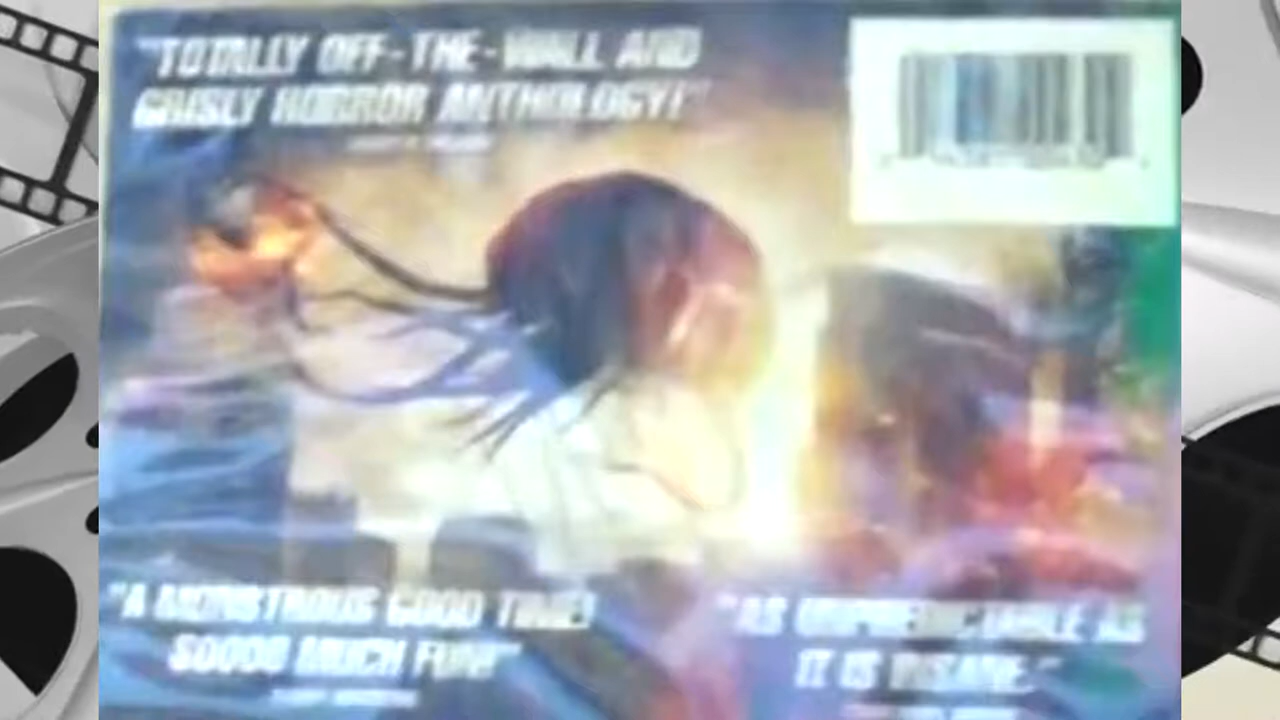 "TOTALLY OFF-THE-WALL AND
GRISLY HORROR ANTHOLOGY!"
"A MONSTROUS GOOD TIME!
SOOOO MUCH FUN!"
"AS UNPREDICTABLE AS
IT IS INSANE."